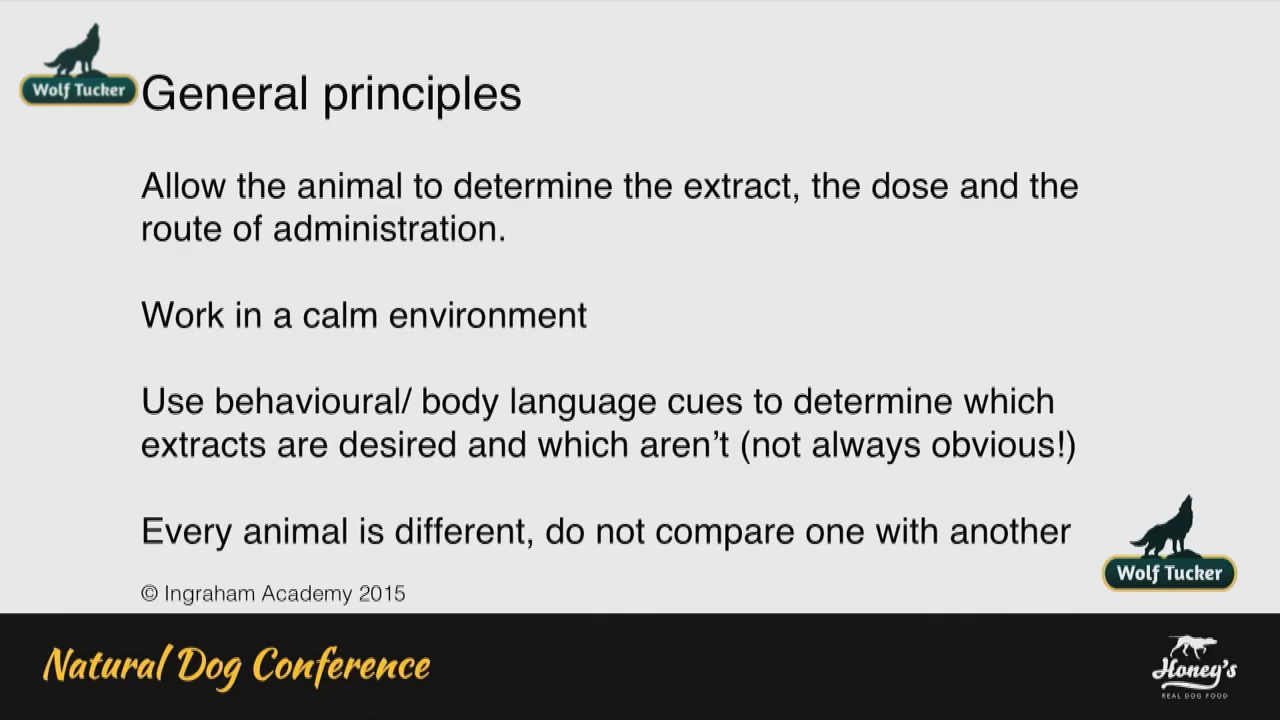 Wolf Tucker
General principles
Allow the animal to determine the extract, the dose and the
route of administration.
Work in a calm environment
Use behavioural/ body language cues to determine which
extracts are desired and which aren’t (not always obvious!)
Every animal is different, do not compare one with another
Wolf Tucker
© Ingraham Academy 2015
Natural Dog Conference
Honey's
REAL DOG FOOD